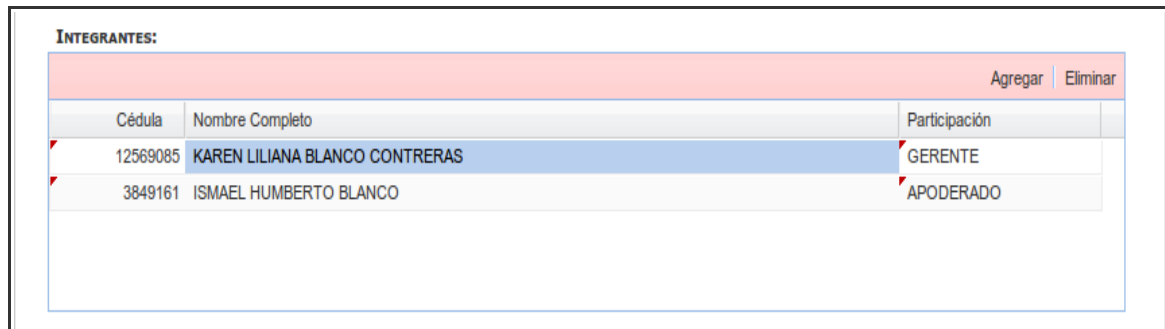 INTEGRANTES:
Agregar Eliminar
Cédula Nombre Completo Participación
12569085 KAREN LILIANA BLANCO CONTRERAS GERENTE
3849161 ISMAEL HUMBERTO BLANCO APODERADO